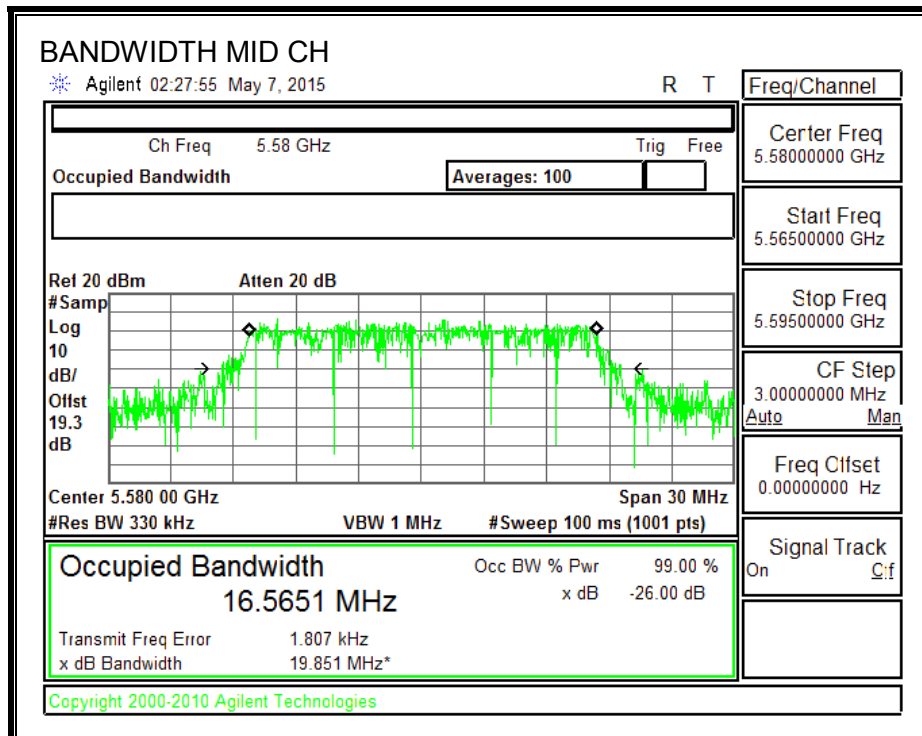 BANDWIDTH MID CH
Agilent 02:27:55 May 7, 2015 R T
Freq/Channel
Ch Freq 5.58 GHz Trig Free
Occupied Bandwidth Averages: 100
Center Freq
5.58000000 GHz
Start Freq
5.56500000 GHz
Stop Freq
5.59500000 GHz
CF Step
3.00000000 MHz
Auto Man
Freq Offset
0.00000000 Hz
Signal Track
On Off
Ref 20 dBm Atten 20 dB
#Samp
Log
10
dB/
Offst
19.3
dB
Center 5.580 00 GHz Span 30 MHz
#Res BW 330 kHz VBW 1 MHz #Sweep 100 ms (1001 pts)
Occupied Bandwidth Occ BW % Pwr 99.00 %
16.5651 MHz x dB -26.00 dB
Transmit Freq Error 1.807 kHz
x dB Bandwidth 19.851 MHz*
Copyright 2000-2010 Agilent Technologies